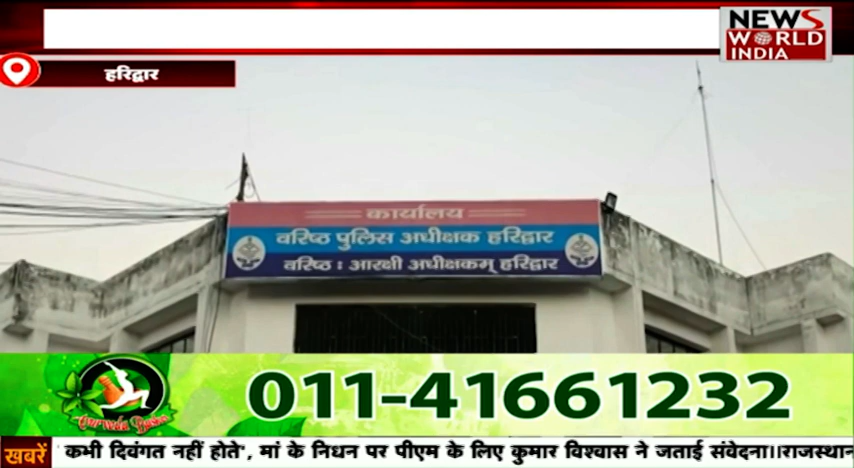 NEWS
WORLD
INDIA
हरिद्वार
कार्यालय
वरिष्ठ पुलिस अधीक्षक हरिद्वार
वरिष्ठ : आरक्षी अधीक्षकम् हरिद्वार
011-41661232
Ayurveda
खबरें कभी दिवंगत नहीं होते', मां के निधन पर पीएम के लिए कुमार विश्वास ने जताई संवेदना।।राजस्थान